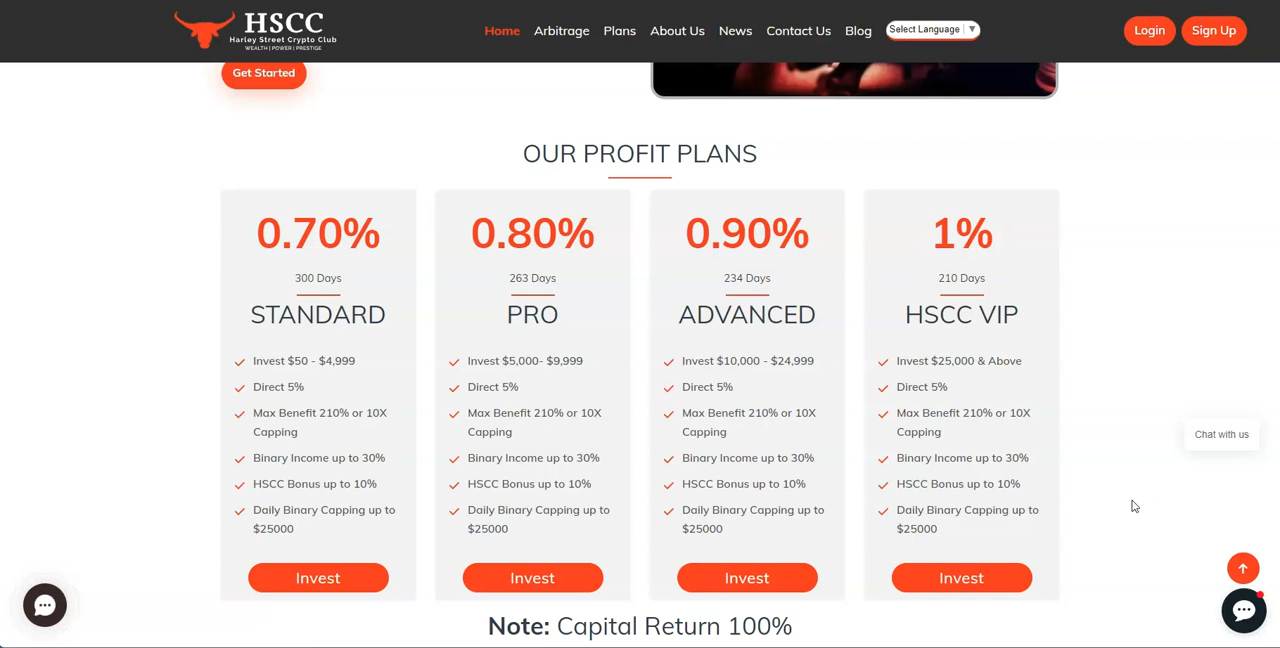 HSCC
Harley Street Crypto Club
WEALTH | POWER | PRESTIGE
Home
Arbitrage
Plans
About Us
News
Contact Us
Blog
Select Language ▼
Login
Sign Up
Get Started
OUR PROFIT PLANS
0.70%
300 Days
STANDARD
Invest $50 - $4,999
Direct 5%
Max Benefit 210% or 10X
Capping
Binary Income up to 30%
HSCC Bonus up to 10%
Daily Binary Capping up to
$25000
Invest
0.80%
263 Days
PRO
Invest $5,000- $9,999
Direct 5%
Max Benefit 210% or 10X
Capping
Binary Income up to 30%
HSCC Bonus up to 10%
Daily Binary Capping up to
$25000
Invest
0.90%
234 Days
ADVANCED
Invest $10,000 - $24,999
Direct 5%
Max Benefit 210% or 10X
Capping
Binary Income up to 30%
HSCC Bonus up to 10%
Daily Binary Capping up to
$25000
Invest
1%
210 Days
HSCC VIP
Invest $25,000 & Above
Direct 5%
Max Benefit 210% or 10X
Capping
Binary Income up to 30%
HSCC Bonus up to 10%
Daily Binary Capping up to
$25000
Invest
Chat with us
Note: Capital Return 100%